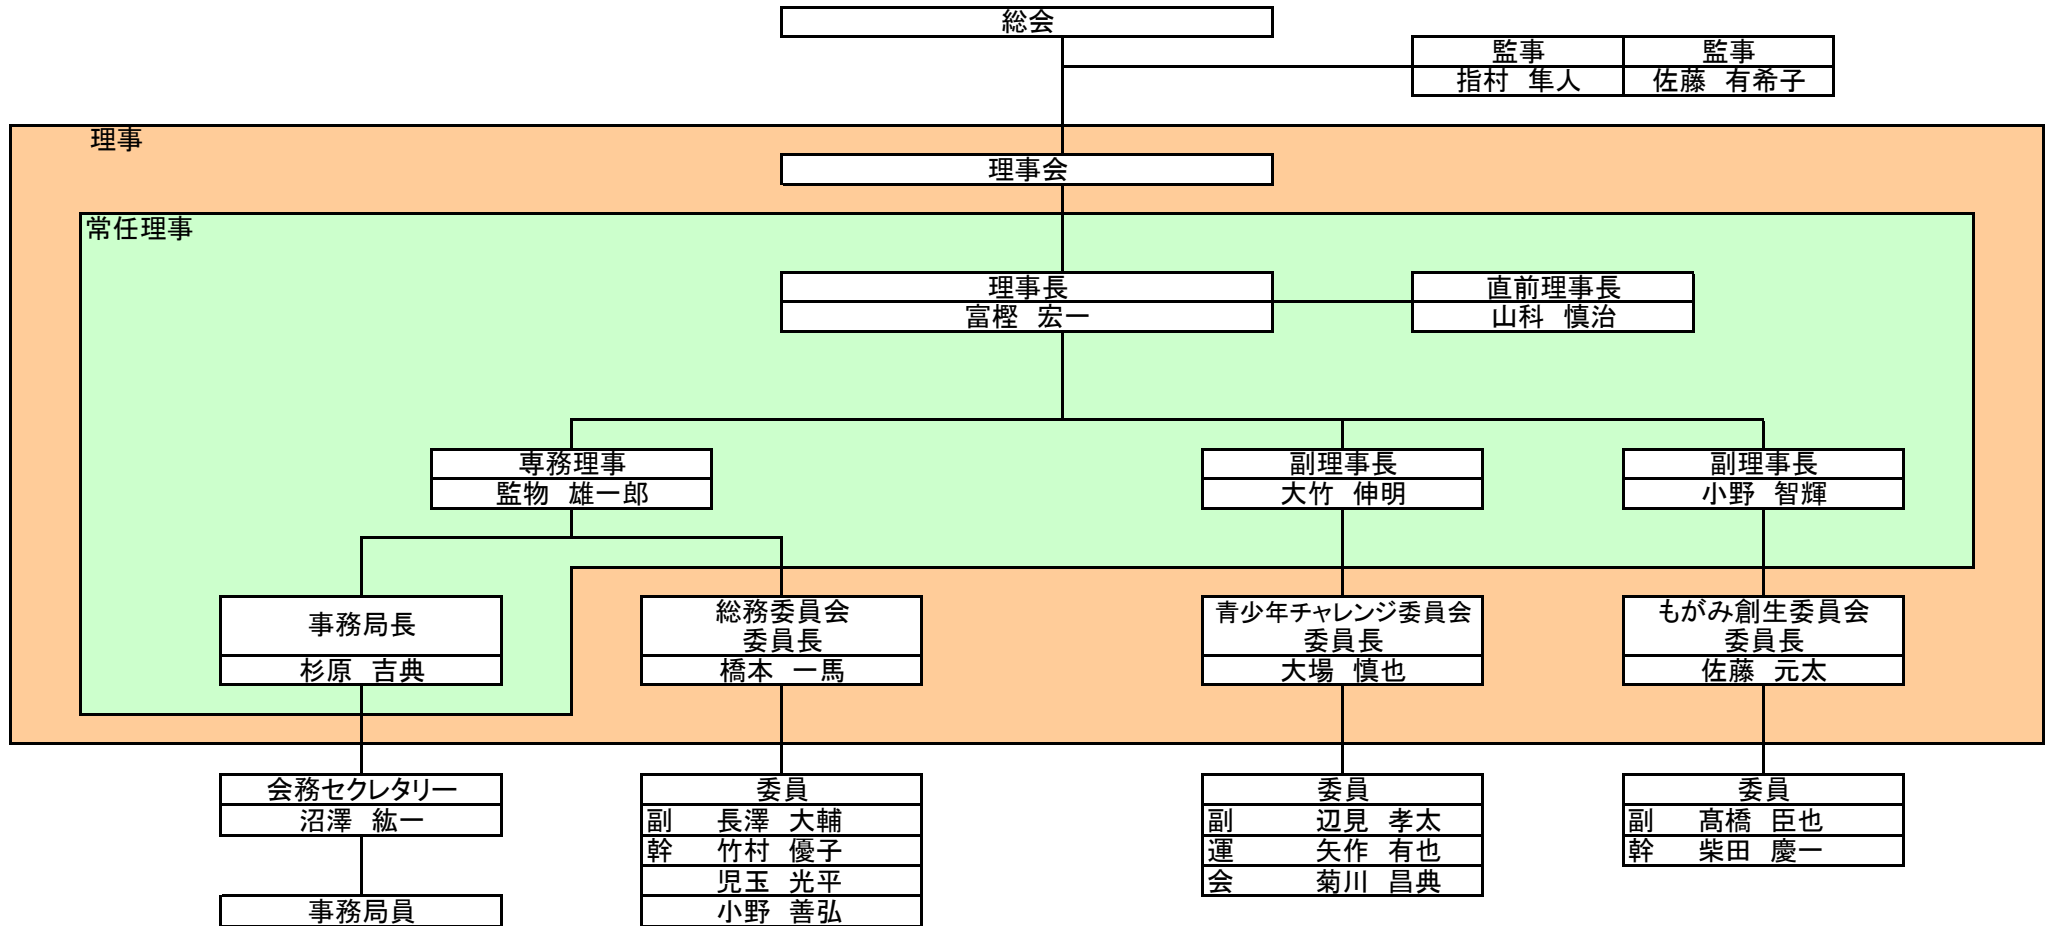 総会
監事 監事
指村 隼人 佐藤 有希子
理事
理事会
常任理事
理事長 直前理事長
富樫 宏一 山科 慎治
専務理事 副理事長 副理事長
監物 雄一郎 大竹 伸明 小野 智輝
事務局長
杉原 吉典
総務委員会
委員長
橋本 一馬
青少年チャレンジ委員会
委員長
大場 慎也
もがみ創生委員会
委員長
佐藤 元太
会務セクレタリー
沼澤 紘一
事務局員
委員
副 長澤 大輔
幹 竹村 優子
児玉 光平
小野 善弘
委員
副 辺見 孝太
運 矢作 有也
会 菊川 昌典
委員
副 髙橋 臣也
幹 柴田 慶一